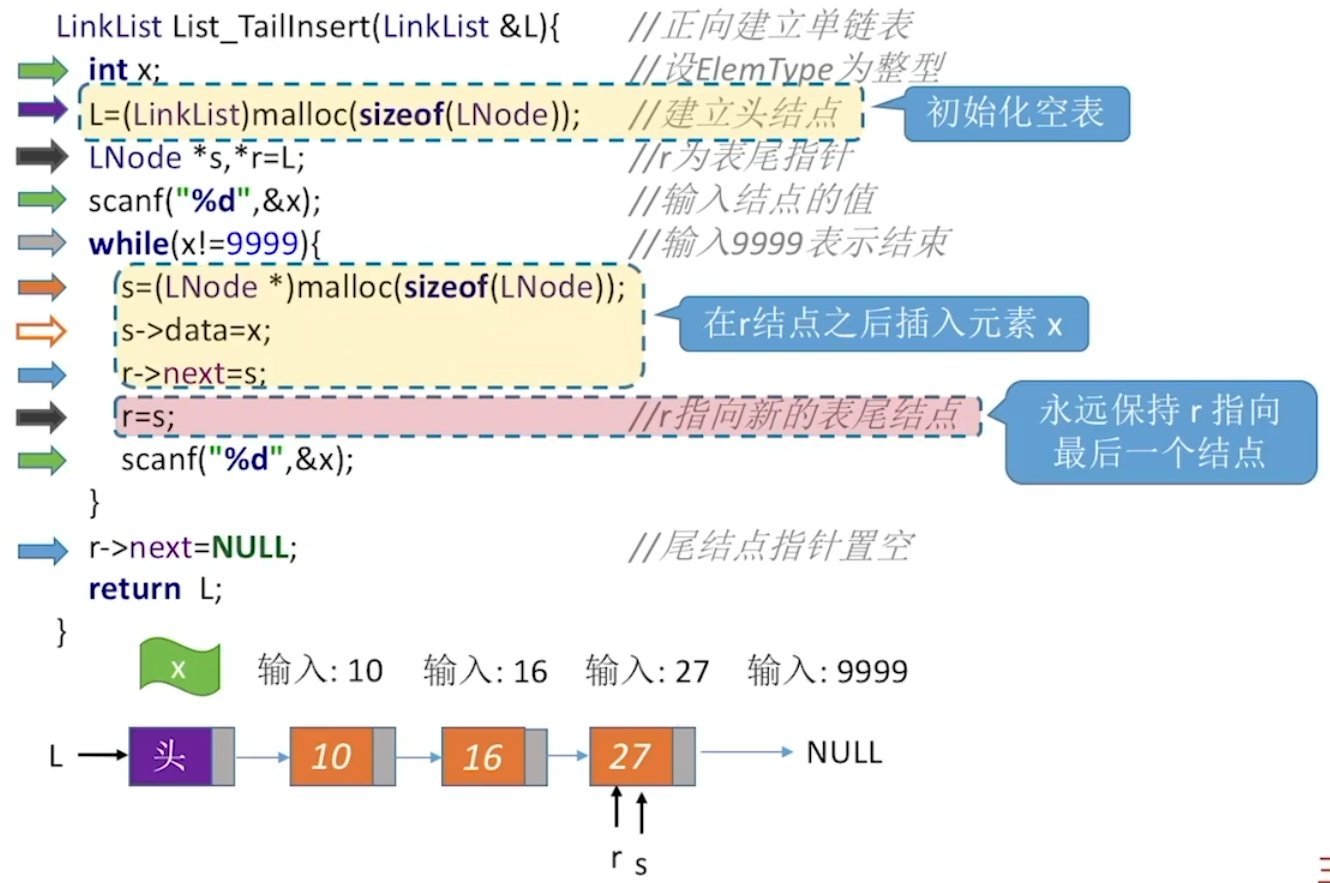 LinkList List_TailInsert(LinkList &L){ //正向建立单链表
int x; //设ElemType为整型
L=(LinkList)malloc(sizeof(LNode)); //建立头结点
初始化空表
LNode *s,*r=L; //r为表尾指针
scanf("%d",&x); //输入结点的值
while(x!=9999){ //输入9999表示结束
s=(LNode *)malloc(sizeof(LNode));
s->data=x;
在r结点之后插入元素 x
r->next=s;
r=s; //r指向新的表尾结点
永远保持 r 指向
最后一个结点
scanf("%d",&x);
}
r->next=NULL; //尾结点指针置空
return L;
}
x 输入: 10 输入: 16 输入: 27 输入: 9999
L 头 10 16 27 NULL
r s